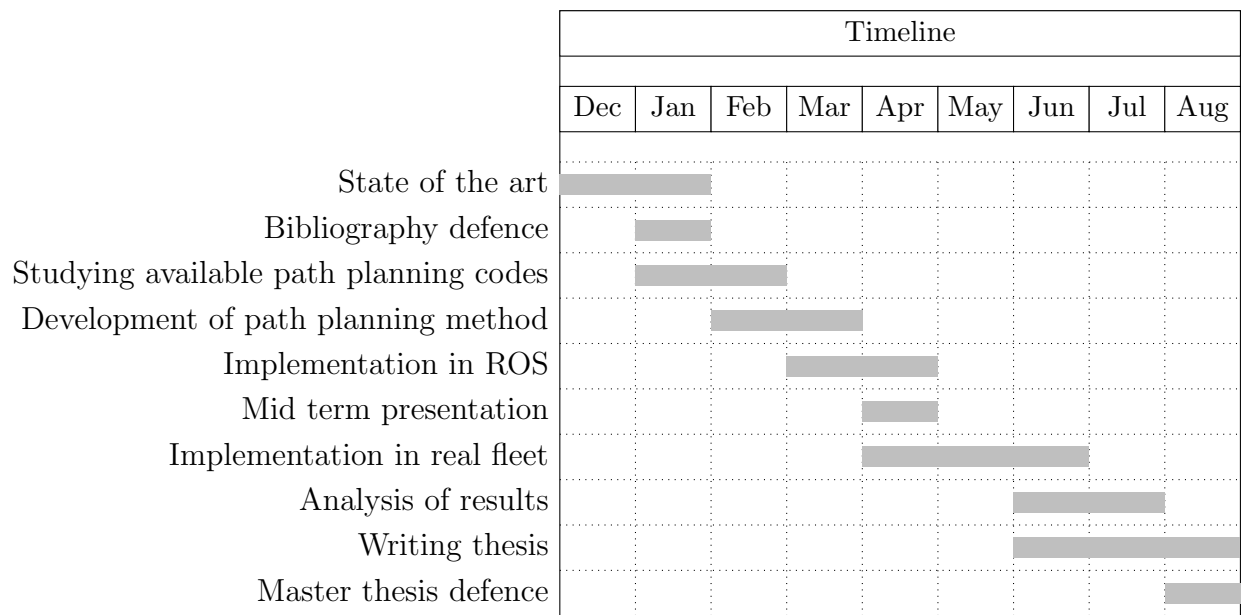 Timeline
Dec Jan Feb Mar Apr May Jun Jul Aug
State of the art
Bibliography defence
Studying available path planning codes
Development of path planning method
Implementation in ROS
Mid term presentation
Implementation in real fleet
Analysis of results
Writing thesis
Master thesis defence